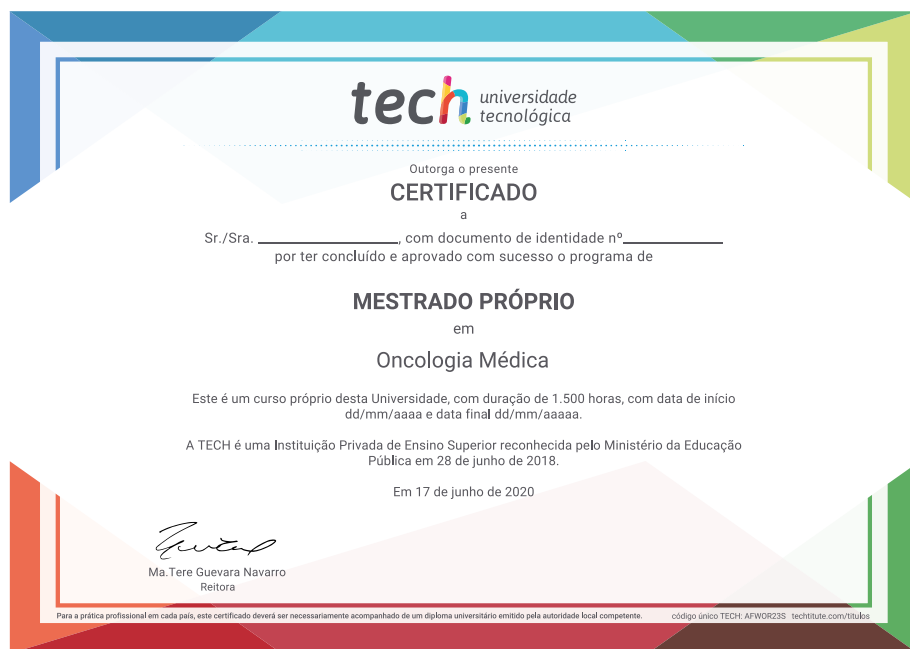 tech universidade
tecnológica
Outorga o presente
CERTIFICADO
a
Sr./Sra. ____________________, com documento de identidade nº______________
por ter concluído e aprovado com sucesso o programa de
MESTRADO PRÓPRIO
em
Oncologia Médica
Este é um curso próprio desta Universidade, com duração de 1.500 horas, com data de início
dd/mm/aaaa e data final dd/mm/aaaaa.
A TECH é uma Instituição Privada de Ensino Superior reconhecida pelo Ministério da Educação
Pública em 28 de junho de 2018.
Em 17 de junho de 2020
Ma.Tere Guevara Navarro
Reitora
Para a prática profissional em cada país, este certificado deverá ser necessariamente acompanhado de um diploma universitário emitido pela autoridade local competente. código único TECH: AFWOR23S techtitute.com/titulos